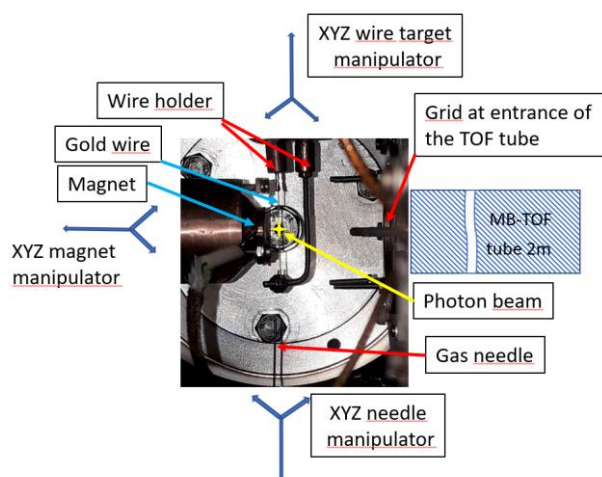 XYZ wire target
manipulator
Wire holder
Grid at entrance of
the TOF tube
Gold wire
Magnet
MB-TOF
tube 2m
XYZ magnet
manipulator
Photon beam
Gas needle
XYZ needle
manipulator